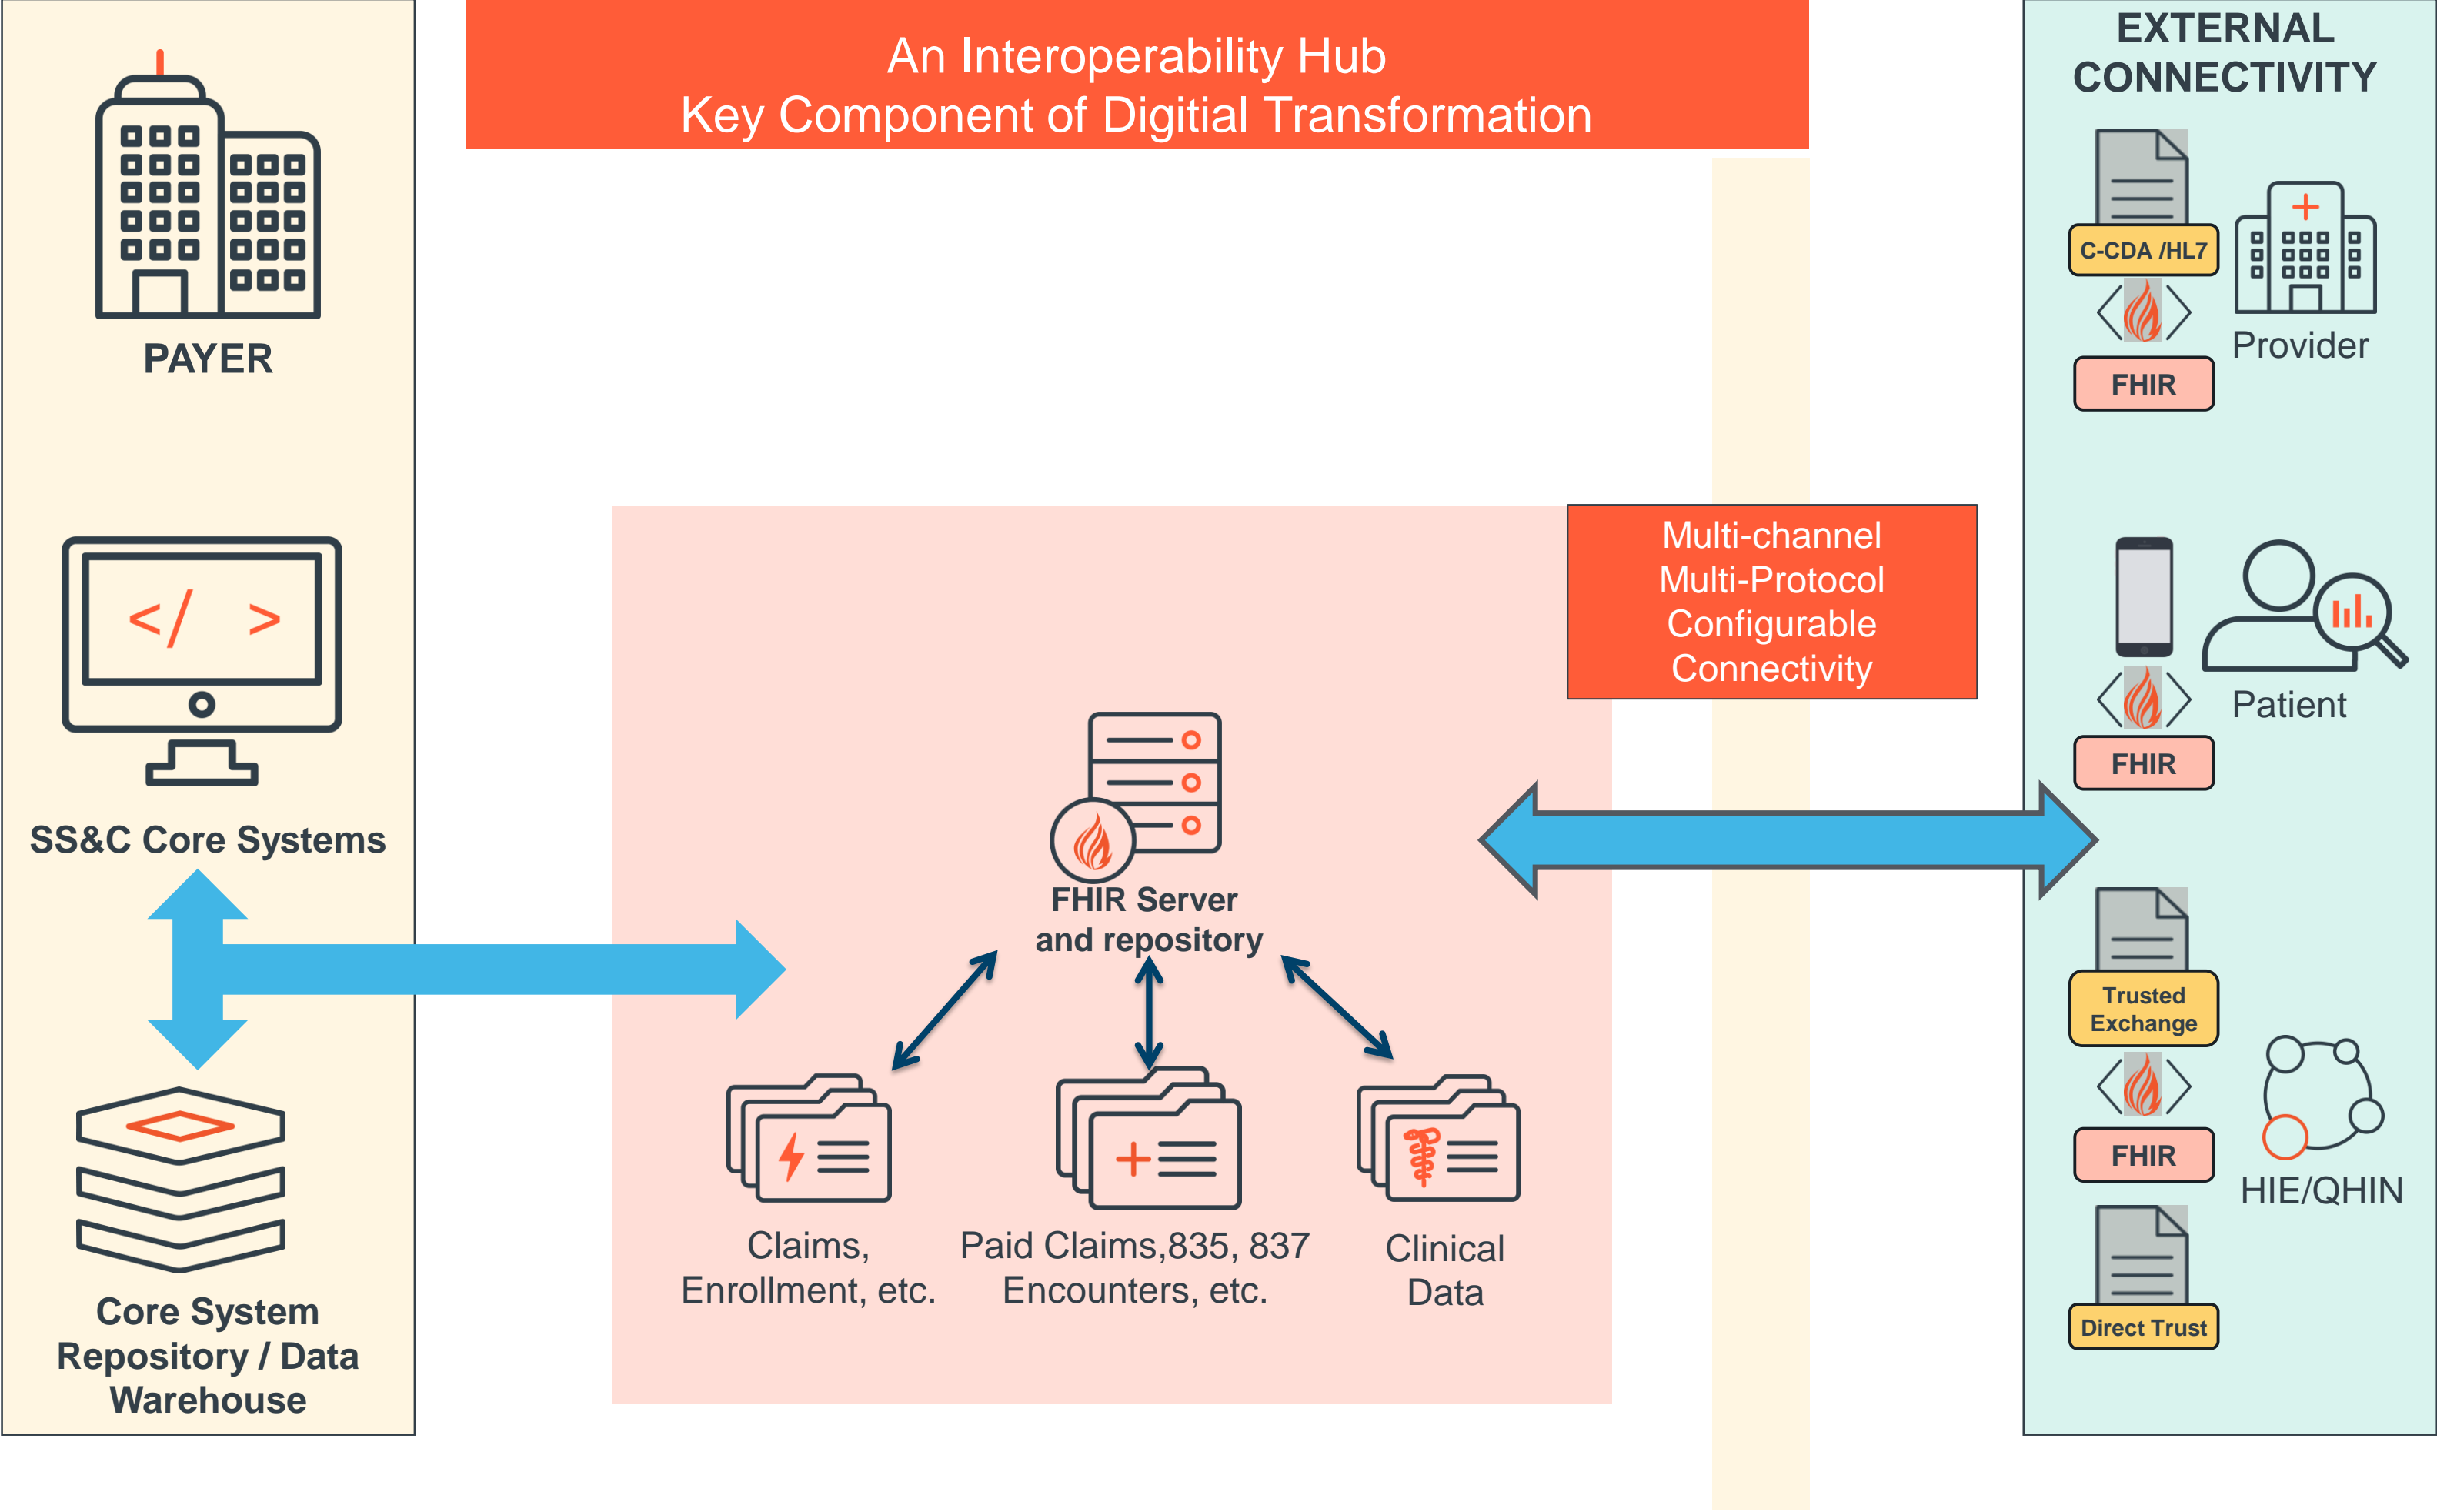 An Interoperability Hub
Key Component of Digitial Transformation
PAYER
</ >
SS&C Core Systems
Core System
Repository / Data
Warehouse
FHIR Server
and repository
Claims,
Enrollment, etc.
Paid Claims,835, 837
Encounters, etc.
Clinical
Data
Multi-channel
Multi-Protocol
Configurable
Connectivity
EXTERNAL
CONNECTIVITY
C-CDA /HL7
FHIR
Provider
FHIR
Patient
Trusted
Exchange
FHIR
HIE/QHIN
Direct Trust